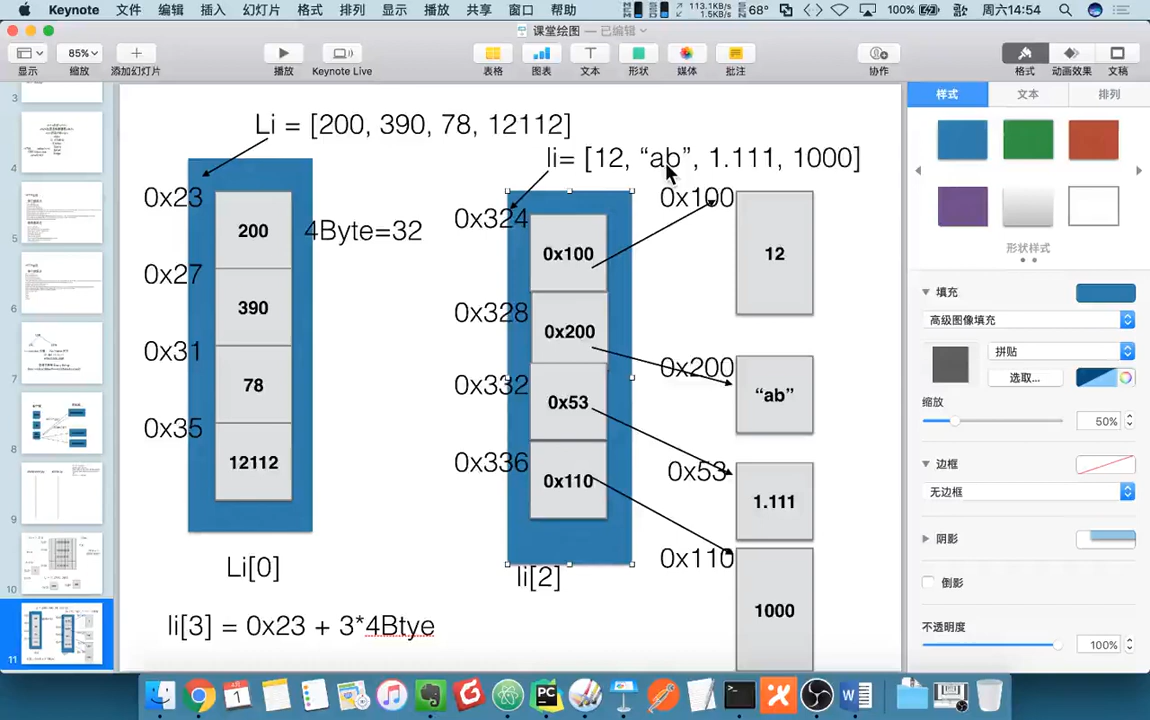 Keynote 文件 编辑 插入 幻灯片 格式 排列 显示 播放 共享 窗口 帮助 113.1KB/s 1.5KB/s 68° 100% 周六14:54
课堂绘图 — 已编辑
85%
显示 缩放 添加幻灯片 播放 Keynote Live 表格 图表 文本 形状 媒体 批注 协作 格式 动画效果 文稿
3
4
5
6
7
8
9
10
11
Li = [200, 390, 78, 12112]
li= [12, “ab”, 1.111, 1000]
0x23
200
4Byte=32
0x27
390
0x31
78
0x35
12112
Li[0]
li[3] = 0x23 + 3*4Btye
0x324
0x100
0x328
0x200
0x332
0x53
0x336
0x110
li[2]
0x100
12
0x200
“ab”
0x53
1.111
0x110
1000
样式 文本 排列
形状样式
填充
高级图像填充
拼贴
选取...
缩放
50%
边框
无边框
阴影
倒影
不透明度
100%